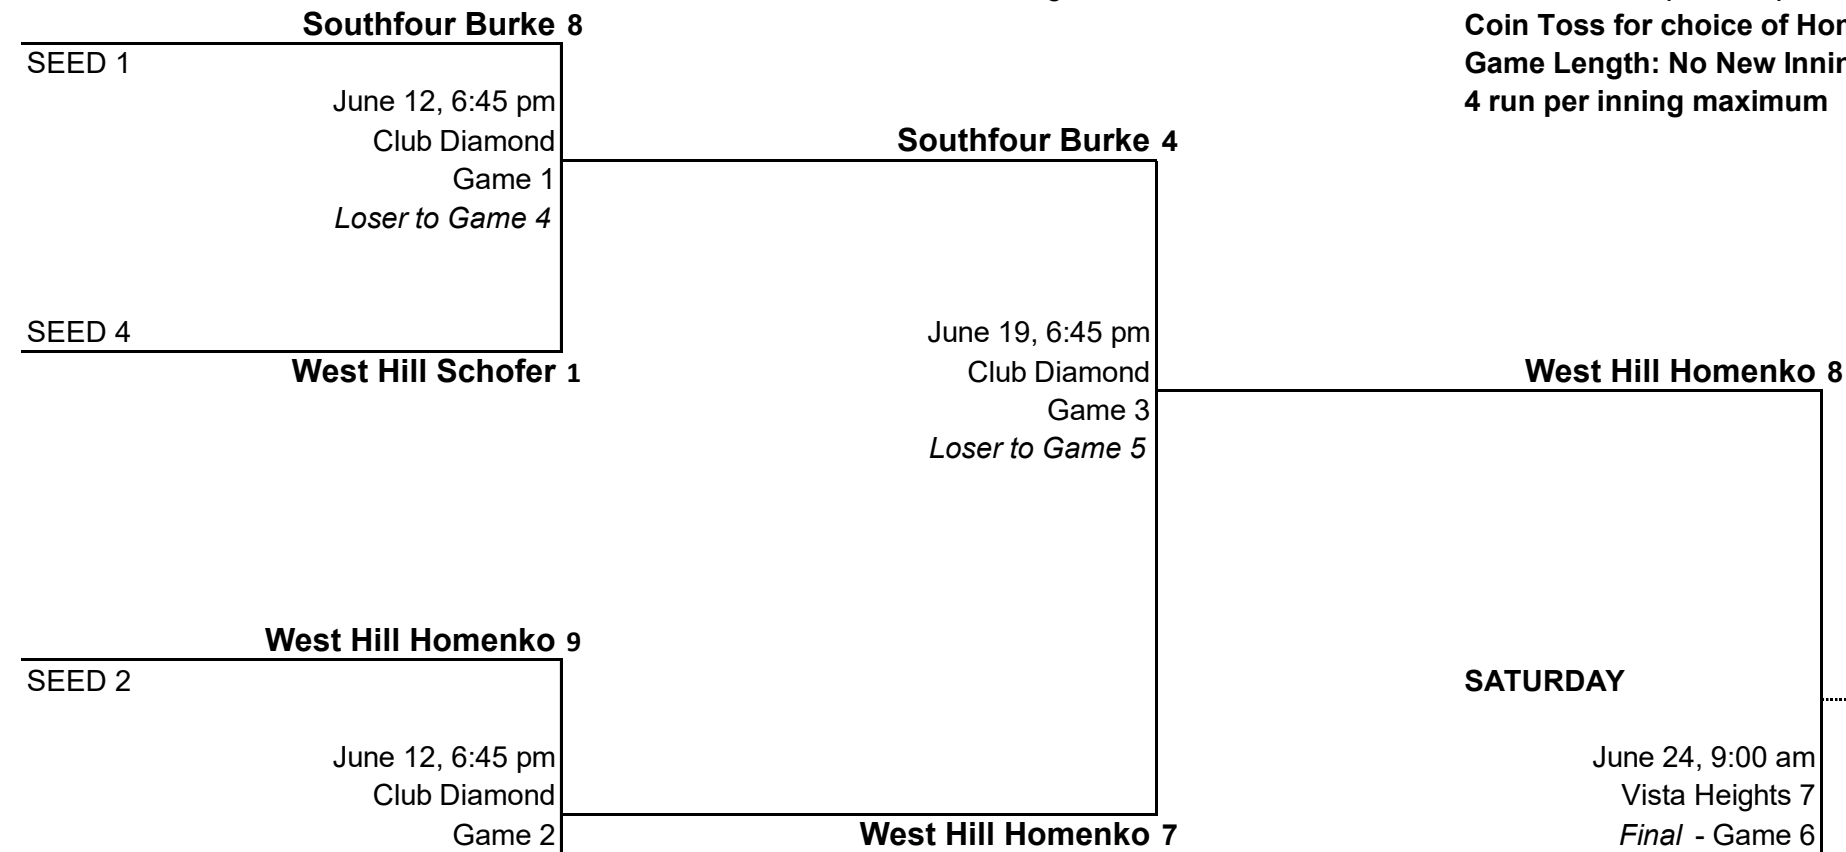 Southfour Burke 8
Coin Toss for choice of
SEED 1
Game Length: No New
June 12, 6:45 pm
4 run per inning maximum
Club Diamond
Southfour Burke 4
Game 1
Loser to Game 4
SEED 4
June 19, 6:45 pm
West Hill Schofer 1
Club Diamond
West Hill Homenko 8
Game 3
Loser to Game 5
West Hill Homenko 9
SEED 2
SATURDAY
June 12, 6:45 pm
June 24, 9:00 am
Club Diamond
Vista Heights 7
Game 2
West Hill Homenko 7
Final - Game 6